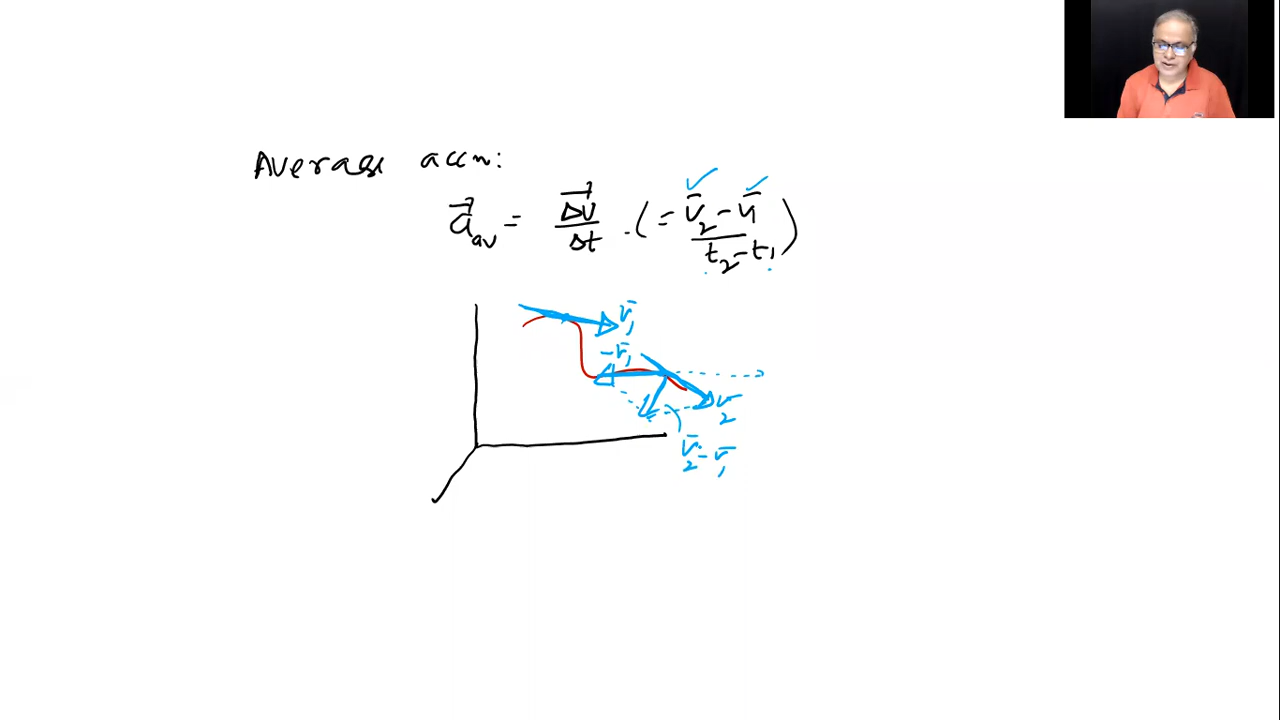 Average accn:
a⃗av = Δv⃗/Δt . (= v̄2 − v̄1 / t2 − t1)
v̄1
−v̄1
v̄2
v̄2 − v̄1